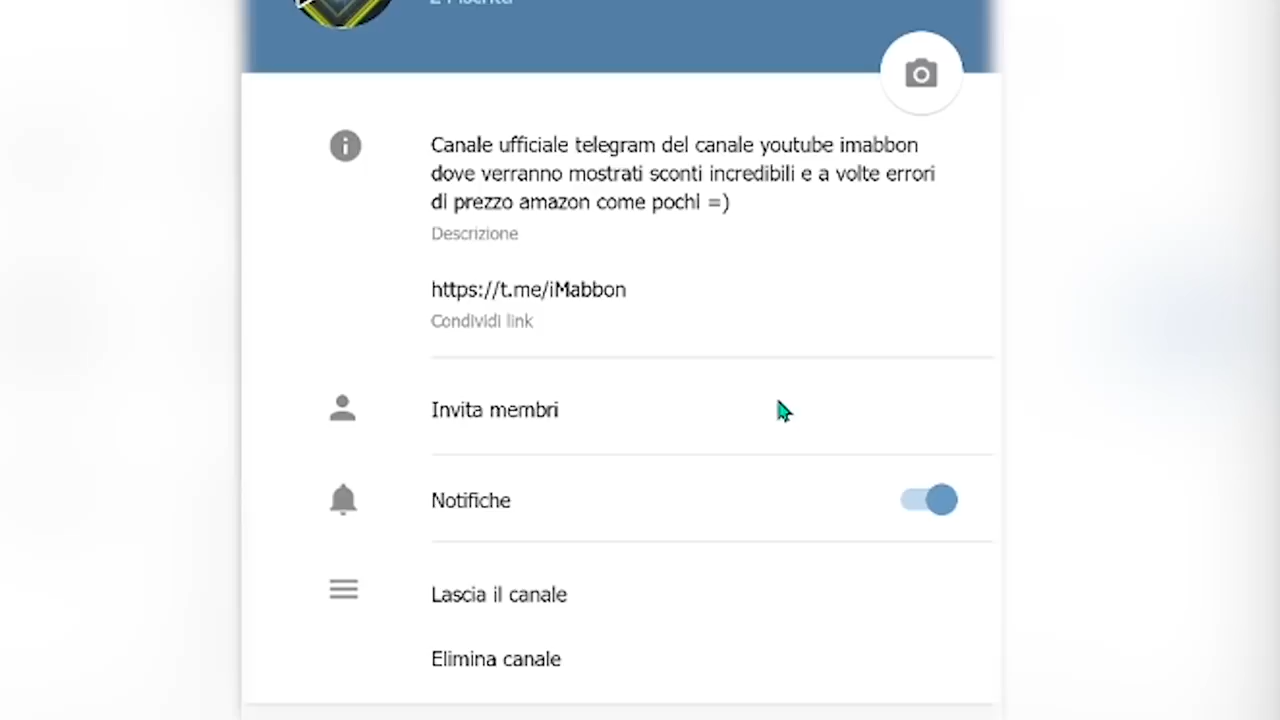 Canale ufficiale telegram del canale youtube imabbon
dove verranno mostrati sconti incredibili e a volte errori
di prezzo amazon come pochi =)
Descrizione
https://t.me/iMabbon
Condividi link
Invita membri
Notifiche
Lascia il canale
Elimina canale